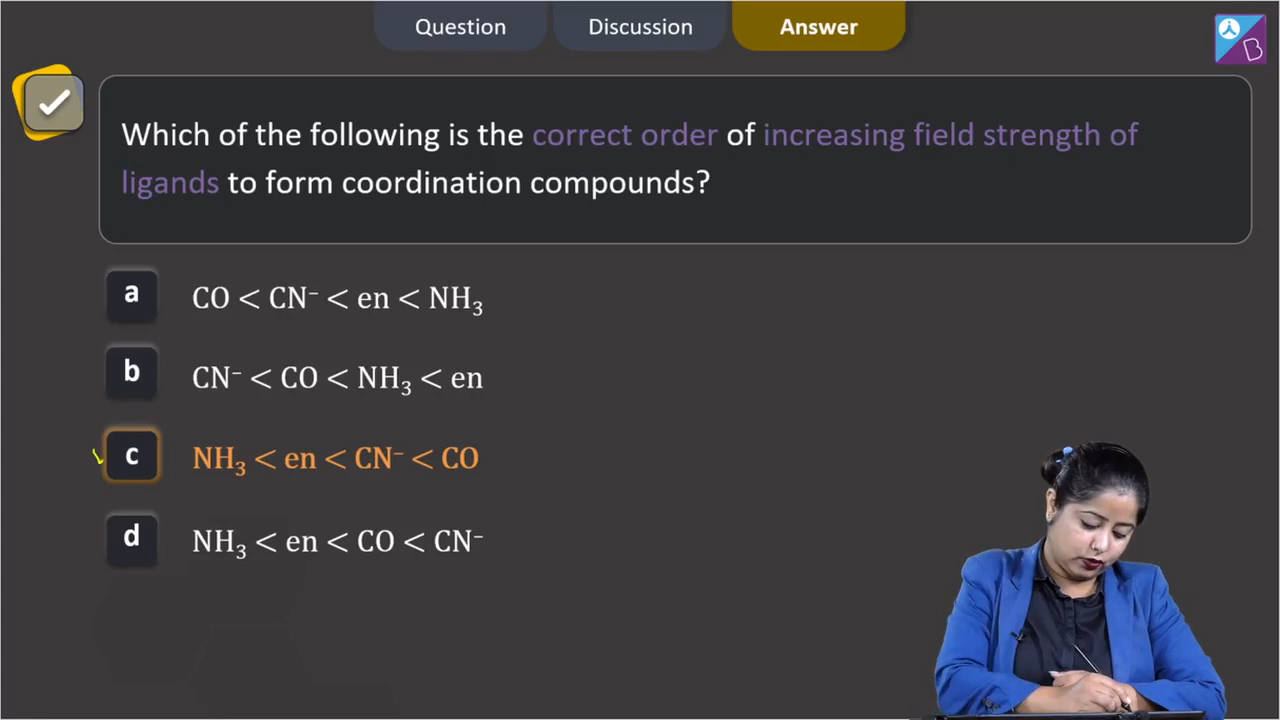 Question Discussion Answer
B
Which of the following is the correct order of increasing field strength of
ligands to form coordination compounds?
a CO < CN⁻ < en < NH₃
b CN⁻ < CO < NH₃ < en
c NH₃ < en < CN⁻ < CO
d NH₃ < en < CO < CN⁻